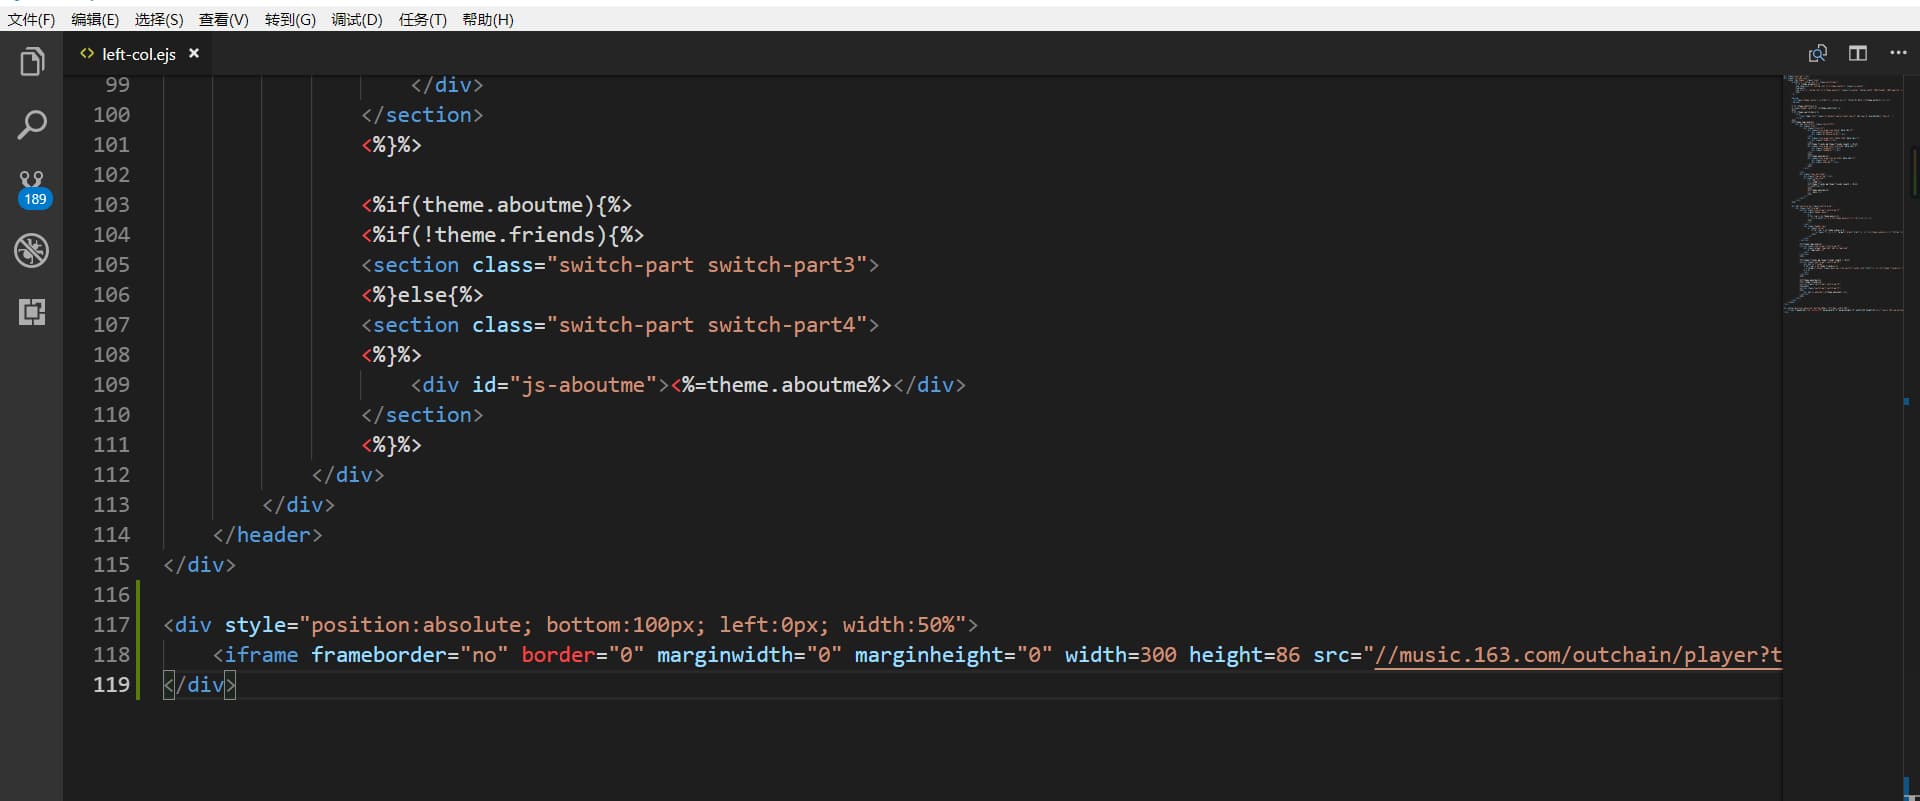 文件(F) 编辑(E) 选择(S) 查看(V) 转到(G) 调试(D) 任务(T) 帮助(H)
left-col.ejs
189
99 </div>
100 </section>
101 <%}%>
102
103 <%if(theme.aboutme){%>
104 <%if(!theme.friends){%>
105 <section class="switch-part switch-part3">
106 <%}else{%>
107 <section class="switch-part switch-part4">
108 <%}%>
109 <div id="js-aboutme"><%=theme.aboutme%></div>
110 </section>
111 <%}%>
112 </div>
113 </div>
114 </header>
115 </div>
116
117 <div style="position:absolute; bottom:100px; left:0px; width:50%">
118 <iframe frameborder="no" border="0" marginwidth="0" marginheight="0" width=300 height=86 src="//music.163.com/outchain/player?t
119 </div>